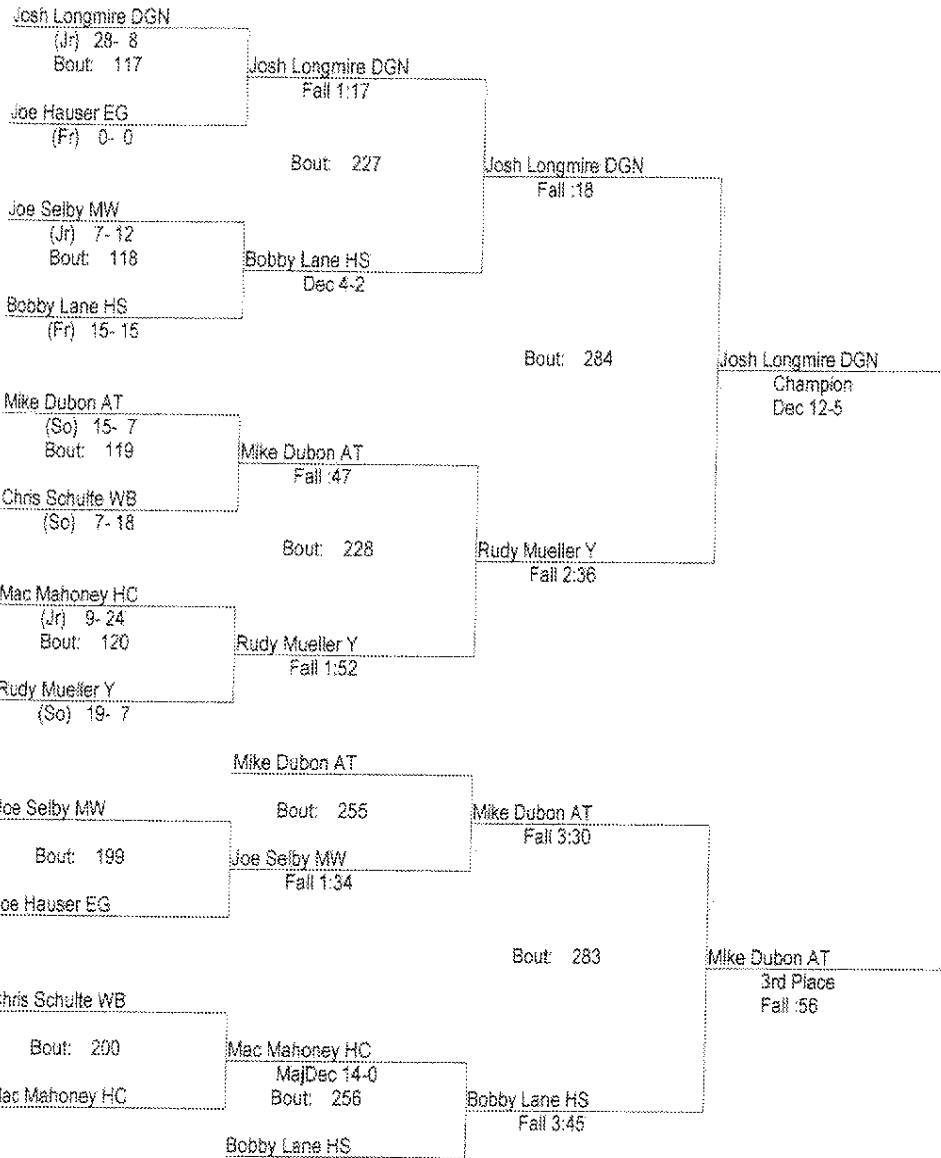 Josh Longmire DGN
(Jr) 28- 8
Bout: 117
Josh Longmire DGN
Fall 1:17
Joe Hauser EG
(Fr) 0- 0
Bout: 227
Josh Longmire DGN
Fall :18
Joe Selby MW
(Jr) 7- 12
Bout: 118
Bobby Lane HS
Dec 4-2
Bobby Lane HS
(Fr) 15- 15
Bout: 284
Josh Longmire DGN
Champion
Dec 12-5
Mike Dubon AT
(So) 15- 7
Bout: 119
Mike Dubon AT
Fall :47
Chris Schulte WB
(So) 7- 18
Bout: 228
Rudy Mueller Y
Fall 2:36
Mac Mahoney HC
(Jr) 9- 24
Bout: 120
Rudy Mueller Y
Fall 1:52
Rudy Mueller Y
(So) 19- 7
Mike Dubon AT
Joe Selby MW
Bout: 255
Mike Dubon AT
Fall 3:30
Bout: 199
Joe Selby MW
Fall 1:34
Joe Hauser EG
Bout: 283
Mike Dubon AT
3rd Place
Fall :56
Chris Schulte WB
Bout: 200
Mac Mahoney HC
MajDec 14-0
Mac Mahoney HC
Bout: 256
Bobby Lane HS
Fall 3:45
Bobby Lane HS